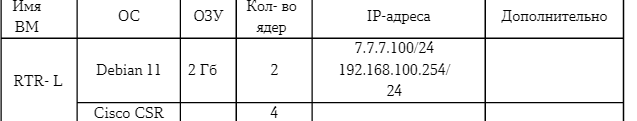 Имя ВМ ОС ОЗУ Кол- во ядер IP-адреса Дополнительно
RTR- L Debian 11 2 Гб 2 7.7.7.100/24
192.168.100.254/
24
Cisco CSR 4